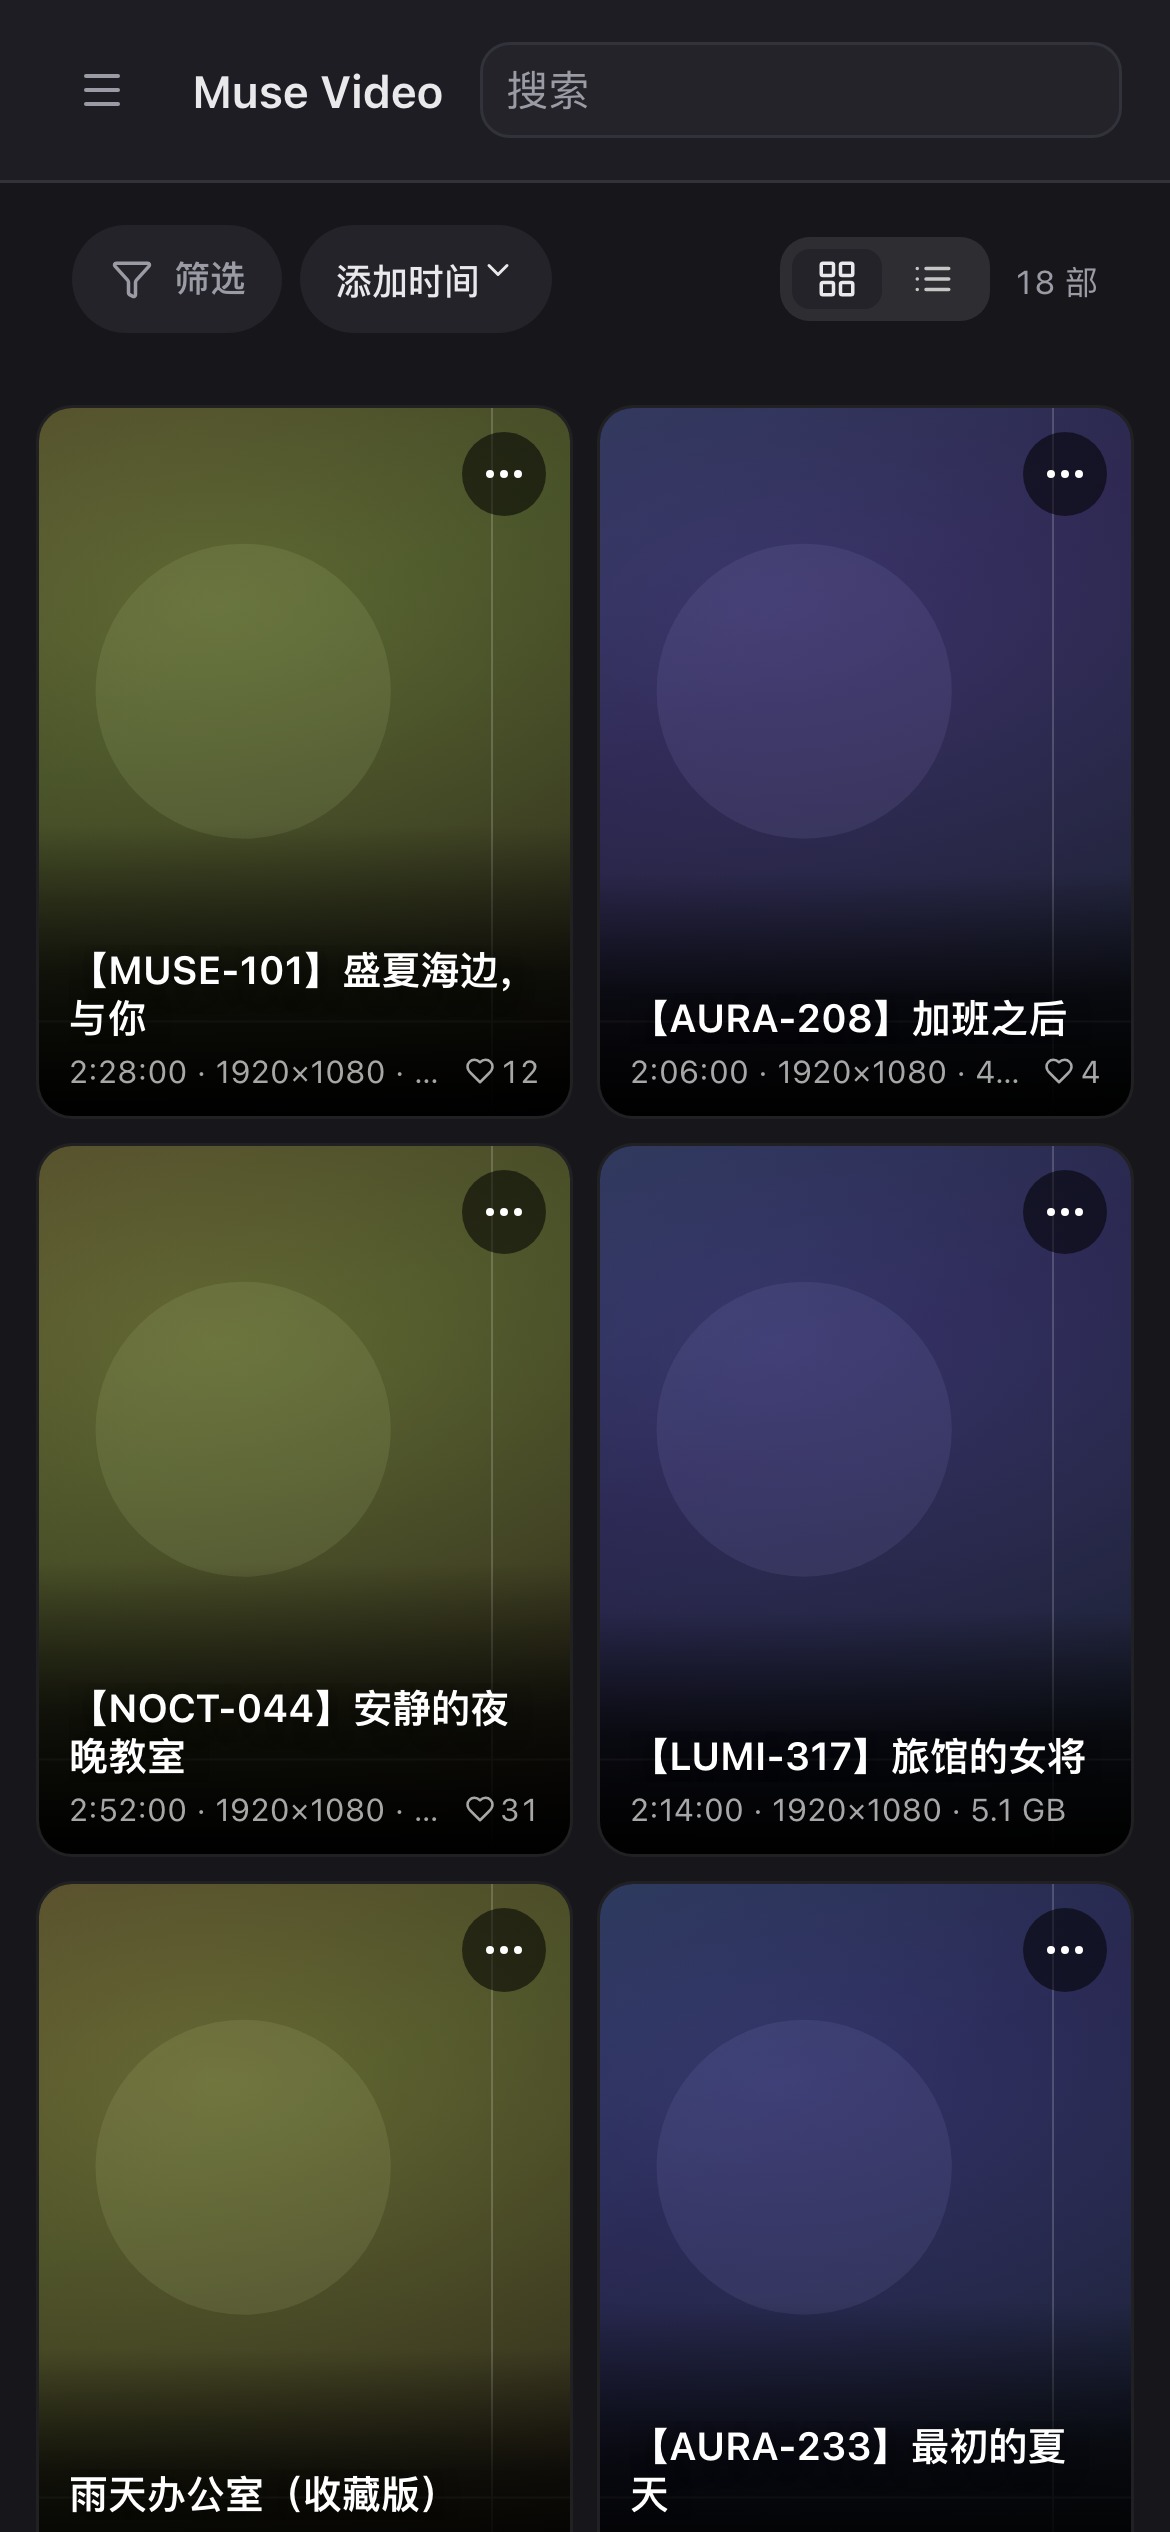 Muse Video
搜索
筛选
添加时间
18 部
【MUSE-101】盛夏海边，
与你
2:28:00 · 1920×1080 · ...
12
【AURA-208】加班之后
2:06:00 · 1920×1080 · 4...
4
【NOCT-044】安静的夜
晚教室
2:52:00 · 1920×1080 · ...
31
【LUMI-317】旅馆的女将
2:14:00 · 1920×1080 · 5.1 GB
雨天办公室（收藏版）
【AURA-233】最初的夏
天